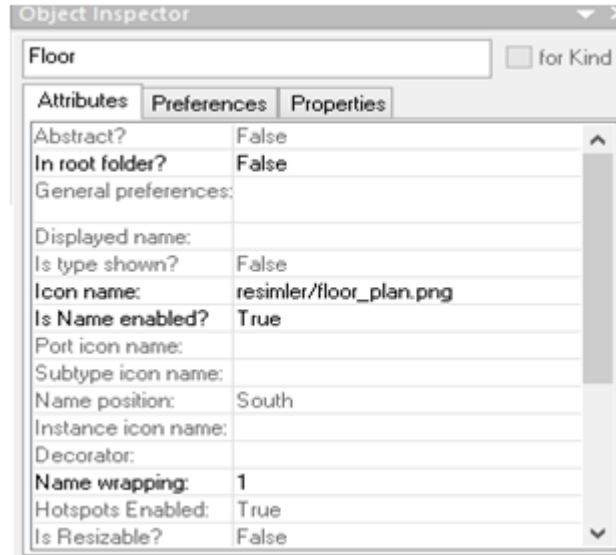 Object Inspector
Floor
for Kind
Attributes Preferences Properties
Abstract? False
In root folder? False
General preferences:
Displayed name:
Is type shown? False
Icon name: resimler/floor_plan.png
Is Name enabled? True
Port icon name:
Subtype icon name:
Name position: South
Instance icon name:
Decorator:
Name wrapping: 1
Hotspots Enabled: True
Is Resizable? False